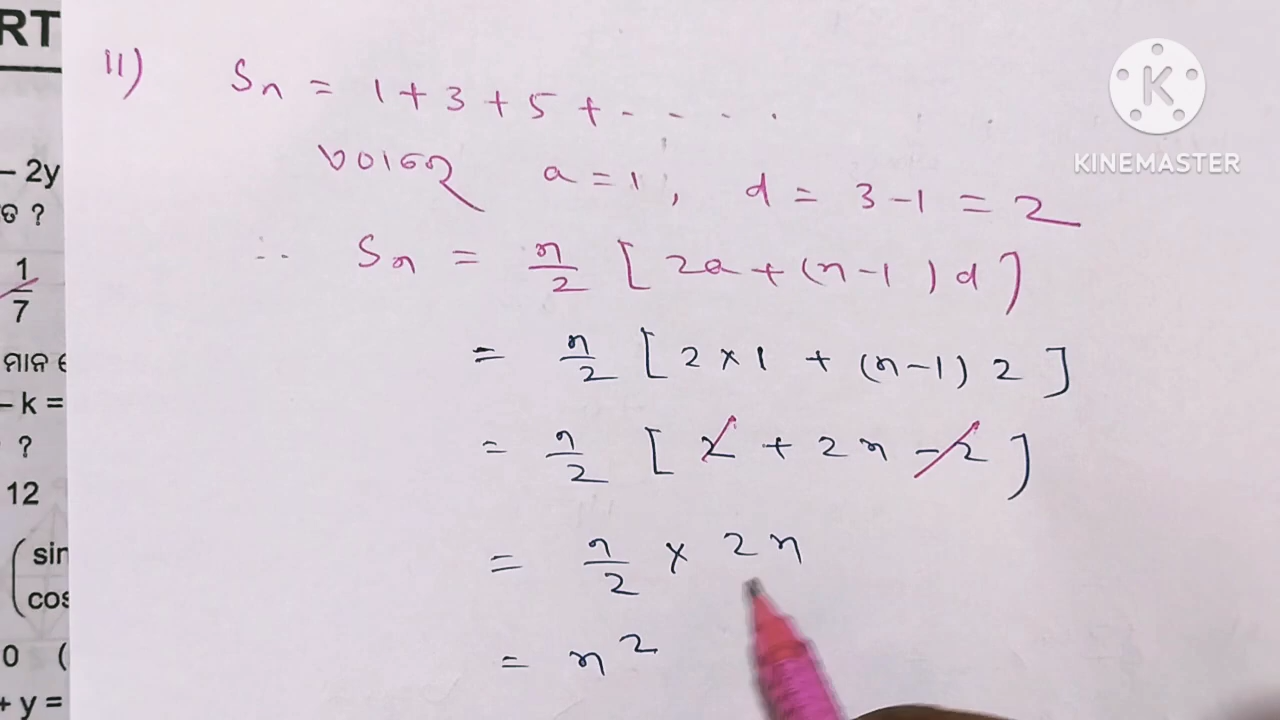 RT
11) Sn = 1 + 3 + 5 + - - - .
ଏଠାରେ a = 1, d = 3 - 1 = 2
∴ Sn = n/2 [ 2a + (n - 1) d ]
= n/2 [ 2 × 1 + (n - 1) 2 ]
= n/2 [ 2 + 2n - 2 ]
= n/2 × 2n
= n²
KINEMASTER
- 2y
ତ ?
1/7
ମାନ
- k =
?
12
sin
cos
0 (
+ y =